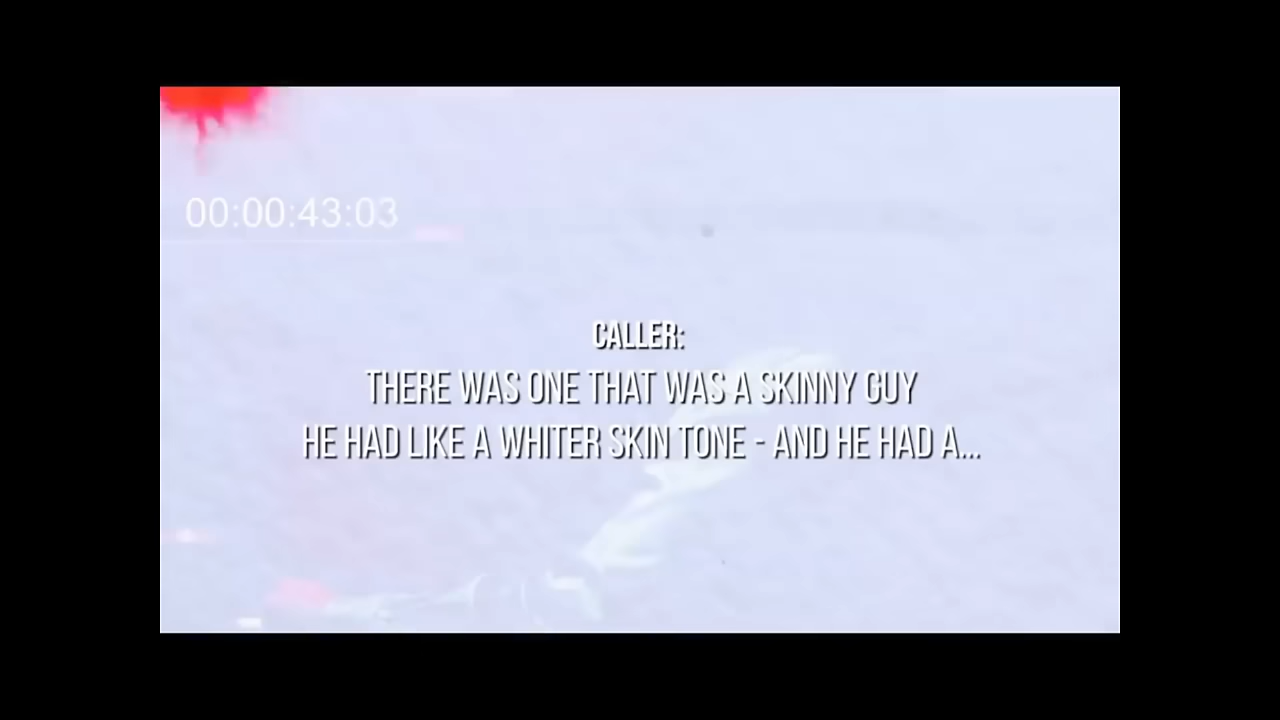 00:00:43:03
CALLER:
THERE WAS ONE THAT WAS A SKINNY GUY
HE HAD LIKE A WHITER SKIN TONE - AND HE HAD A...